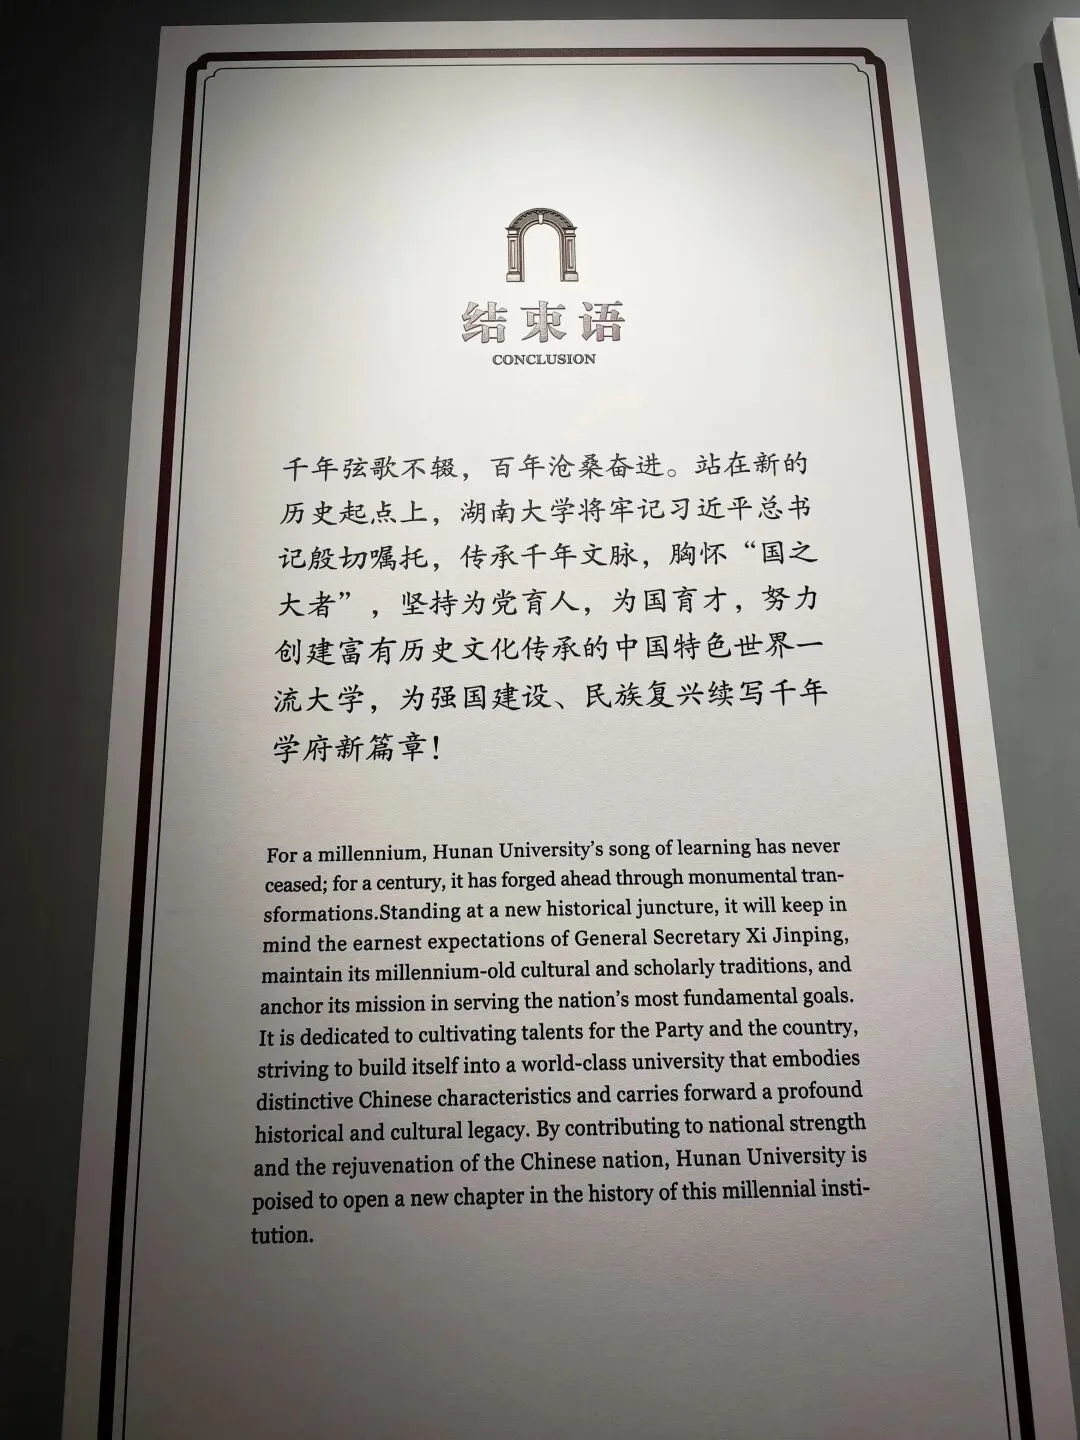 结束语
CONCLUSION
千年弦歌不辍，百年沧桑奋进。站在新的
历史起点上，湖南大学将牢记习近平总书
记殷切嘱托，传承千年文脉，胸怀“国之
大者”，坚持为党育人，为国育才，努力
创建富有历史文化传承的中国特色世界一
流大学，为强国建设、民族复兴续写千年
学府新篇章！
For a millennium, Hunan University’s song of learning has never
ceased; for a century, it has forged ahead through monumental tran-
sformations.Standing at a new historical juncture, it will keep in
mind the earnest expectations of General Secretary Xi Jinping,
maintain its millennium-old cultural and scholarly traditions, and
anchor its mission in serving the nation’s most fundamental goals.
It is dedicated to cultivating talents for the Party and the country,
striving to build itself into a world-class university that embodies
distinctive Chinese characteristics and carries forward a profound
historical and cultural legacy. By contributing to national strength
and the rejuvenation of the Chinese nation, Hunan University is
poised to open a new chapter in the history of this millennial insti-
tution.